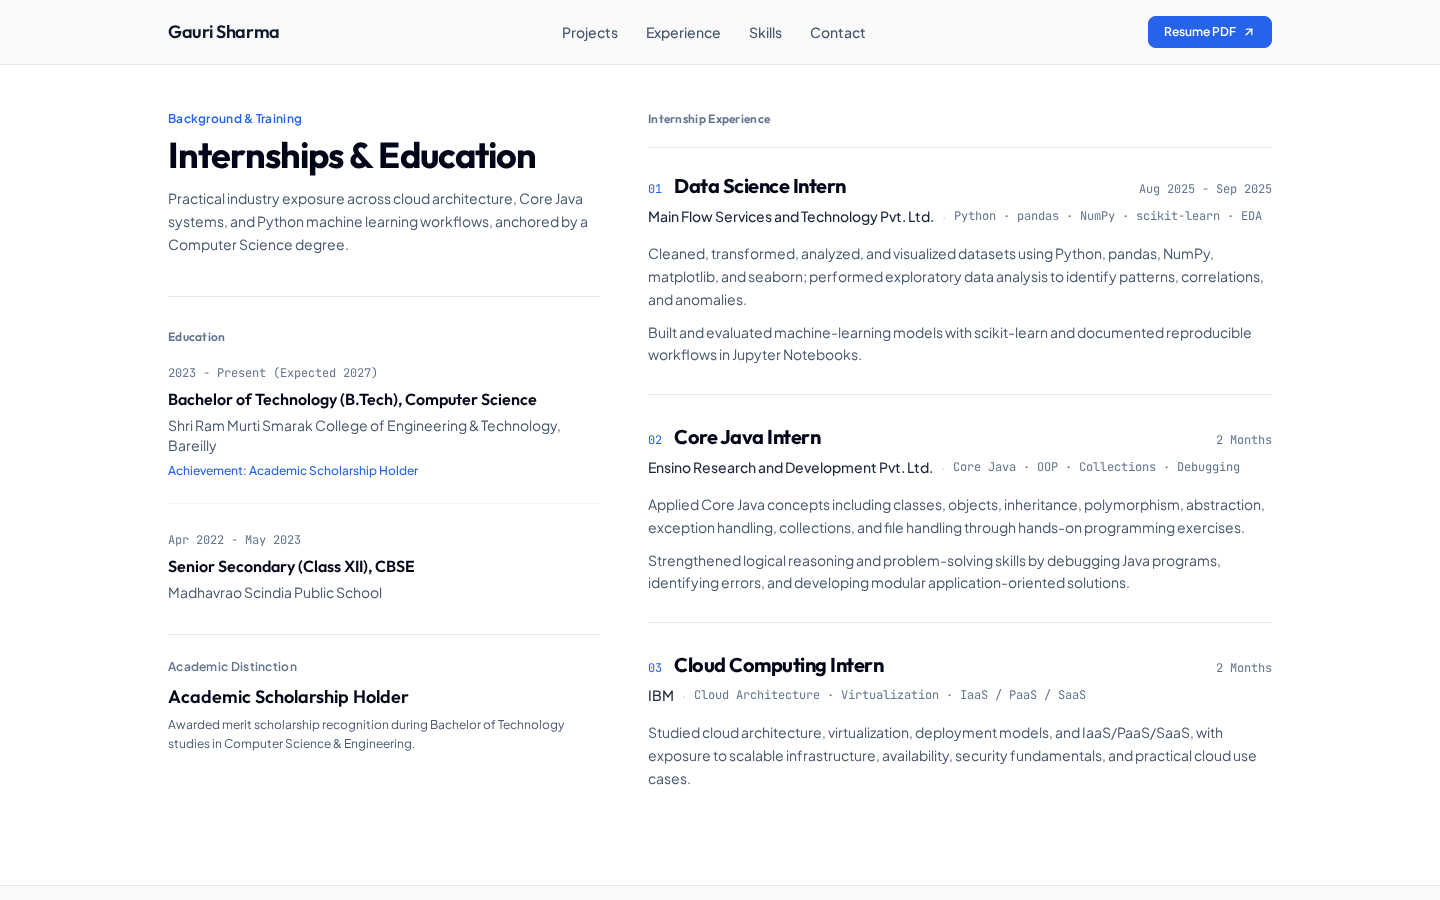 Gauri Sharma
Projects
Experience
Skills
Contact
Resume PDF
Background & Training
Internships & Education
Practical industry exposure across cloud architecture, Core Java
systems, and Python machine learning workflows, anchored by a
Computer Science degree.
Education
2023 - Present (Expected 2027)
Bachelor of Technology (B.Tech), Computer Science
Shri Ram Murti Smarak College of Engineering & Technology,
Bareilly
Achievement: Academic Scholarship Holder
Apr 2022 - May 2023
Senior Secondary (Class XII), CBSE
Madhavrao Scindia Public School
Academic Distinction
Academic Scholarship Holder
Awarded merit scholarship recognition during Bachelor of Technology
studies in Computer Science & Engineering.
Internship Experience
01 Data Science Intern Aug 2025 - Sep 2025
Main Flow Services and Technology Pvt. Ltd. · Python · pandas · NumPy · scikit-learn · EDA
Cleaned, transformed, analyzed, and visualized datasets using Python, pandas, NumPy,
matplotlib, and seaborn; performed exploratory data analysis to identify patterns, correlations,
and anomalies.
Built and evaluated machine-learning models with scikit-learn and documented reproducible
workflows in Jupyter Notebooks.
02 Core Java Intern 2 Months
Ensino Research and Development Pvt. Ltd. · Core Java · OOP · Collections · Debugging
Applied Core Java concepts including classes, objects, inheritance, polymorphism, abstraction,
exception handling, collections, and file handling through hands-on programming exercises.
Strengthened logical reasoning and problem-solving skills by debugging Java programs,
identifying errors, and developing modular application-oriented solutions.
03 Cloud Computing Intern 2 Months
IBM · Cloud Architecture · Virtualization · IaaS / PaaS / SaaS
Studied cloud architecture, virtualization, deployment models, and IaaS/PaaS/SaaS, with
exposure to scalable infrastructure, availability, security fundamentals, and practical cloud use
cases.